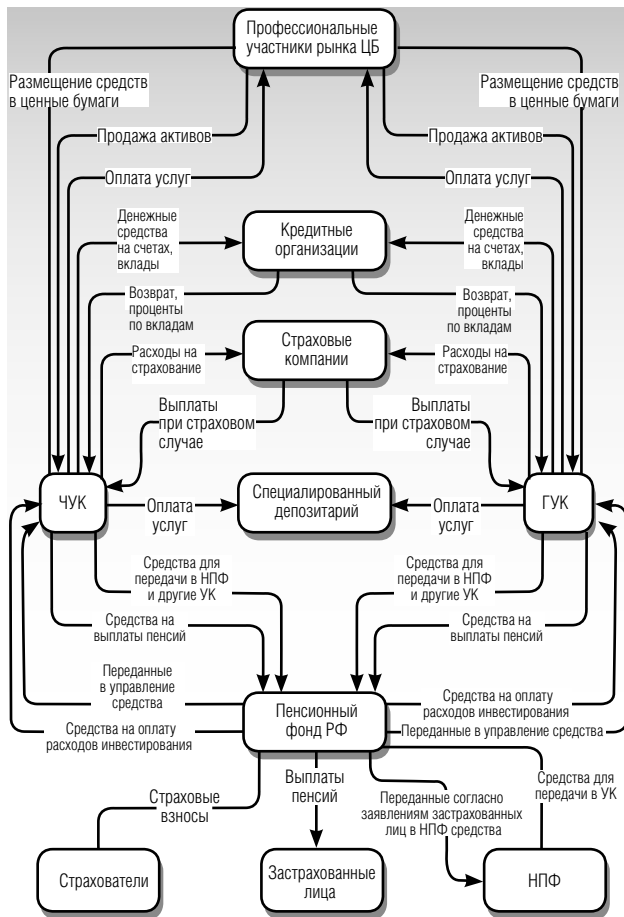 Профессиональные
участники рынка ЦБ
Размещение средств
в ценные бумаги
Размещение средств
в ценные бумаги
Продажа активов
Продажа активов
Оплата услуг
Оплата услуг
Денежные
средства
на счетах,
вклады
Кредитные
организации
Денежные
средства
на счетах,
вклады
Возврат,
проценты
по вкладам
Возврат,
проценты
по вкладам
Страховые
компании
Расходы на
страхование
Расходы на
страхование
Выплаты
при страховом
случае
Выплаты
при страховом
случае
ЧУК
Оплата
услуг
Специалированный
депозитарий
Оплата
услуг
ГУК
Средства для
передачи в НПФ
и другие УК
Средства для
передачи в НПФ
и другие УК
Средства на
выплаты пенсий
Средства на
выплаты пенсий
Переданные
в управление
средства
Средства на оплату
расходов инвестирования
Пенсионный
фонд РФ
Средства на оплату
расходов инвестирования
Переданные в управление средства
Страховые
взносы
Выплаты
пенсий
Переданные согласно
заявлениям застрахованных
лиц в НПФ средства
Средства для
передачи в УК
Страхователи
Застрахованные
лица
НПФ